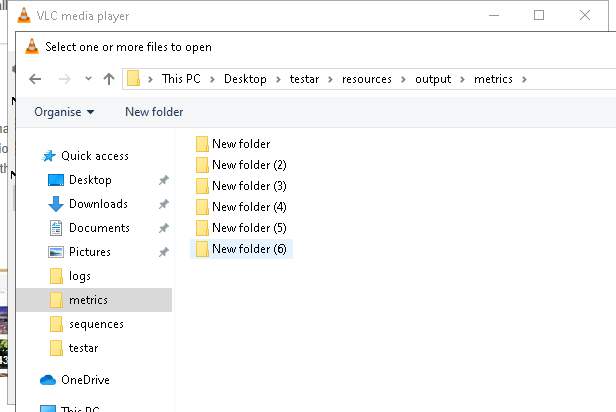 VLC media player
Select one or more files to open
This PC > Desktop > testar > resources > output > metrics >
Organise New folder
Quick access
Desktop
Downloads
Documents
Pictures
logs
metrics
sequences
testar
OneDrive
This PC
New folder
New folder (2)
New folder (3)
New folder (4)
New folder (5)
New folder (6)